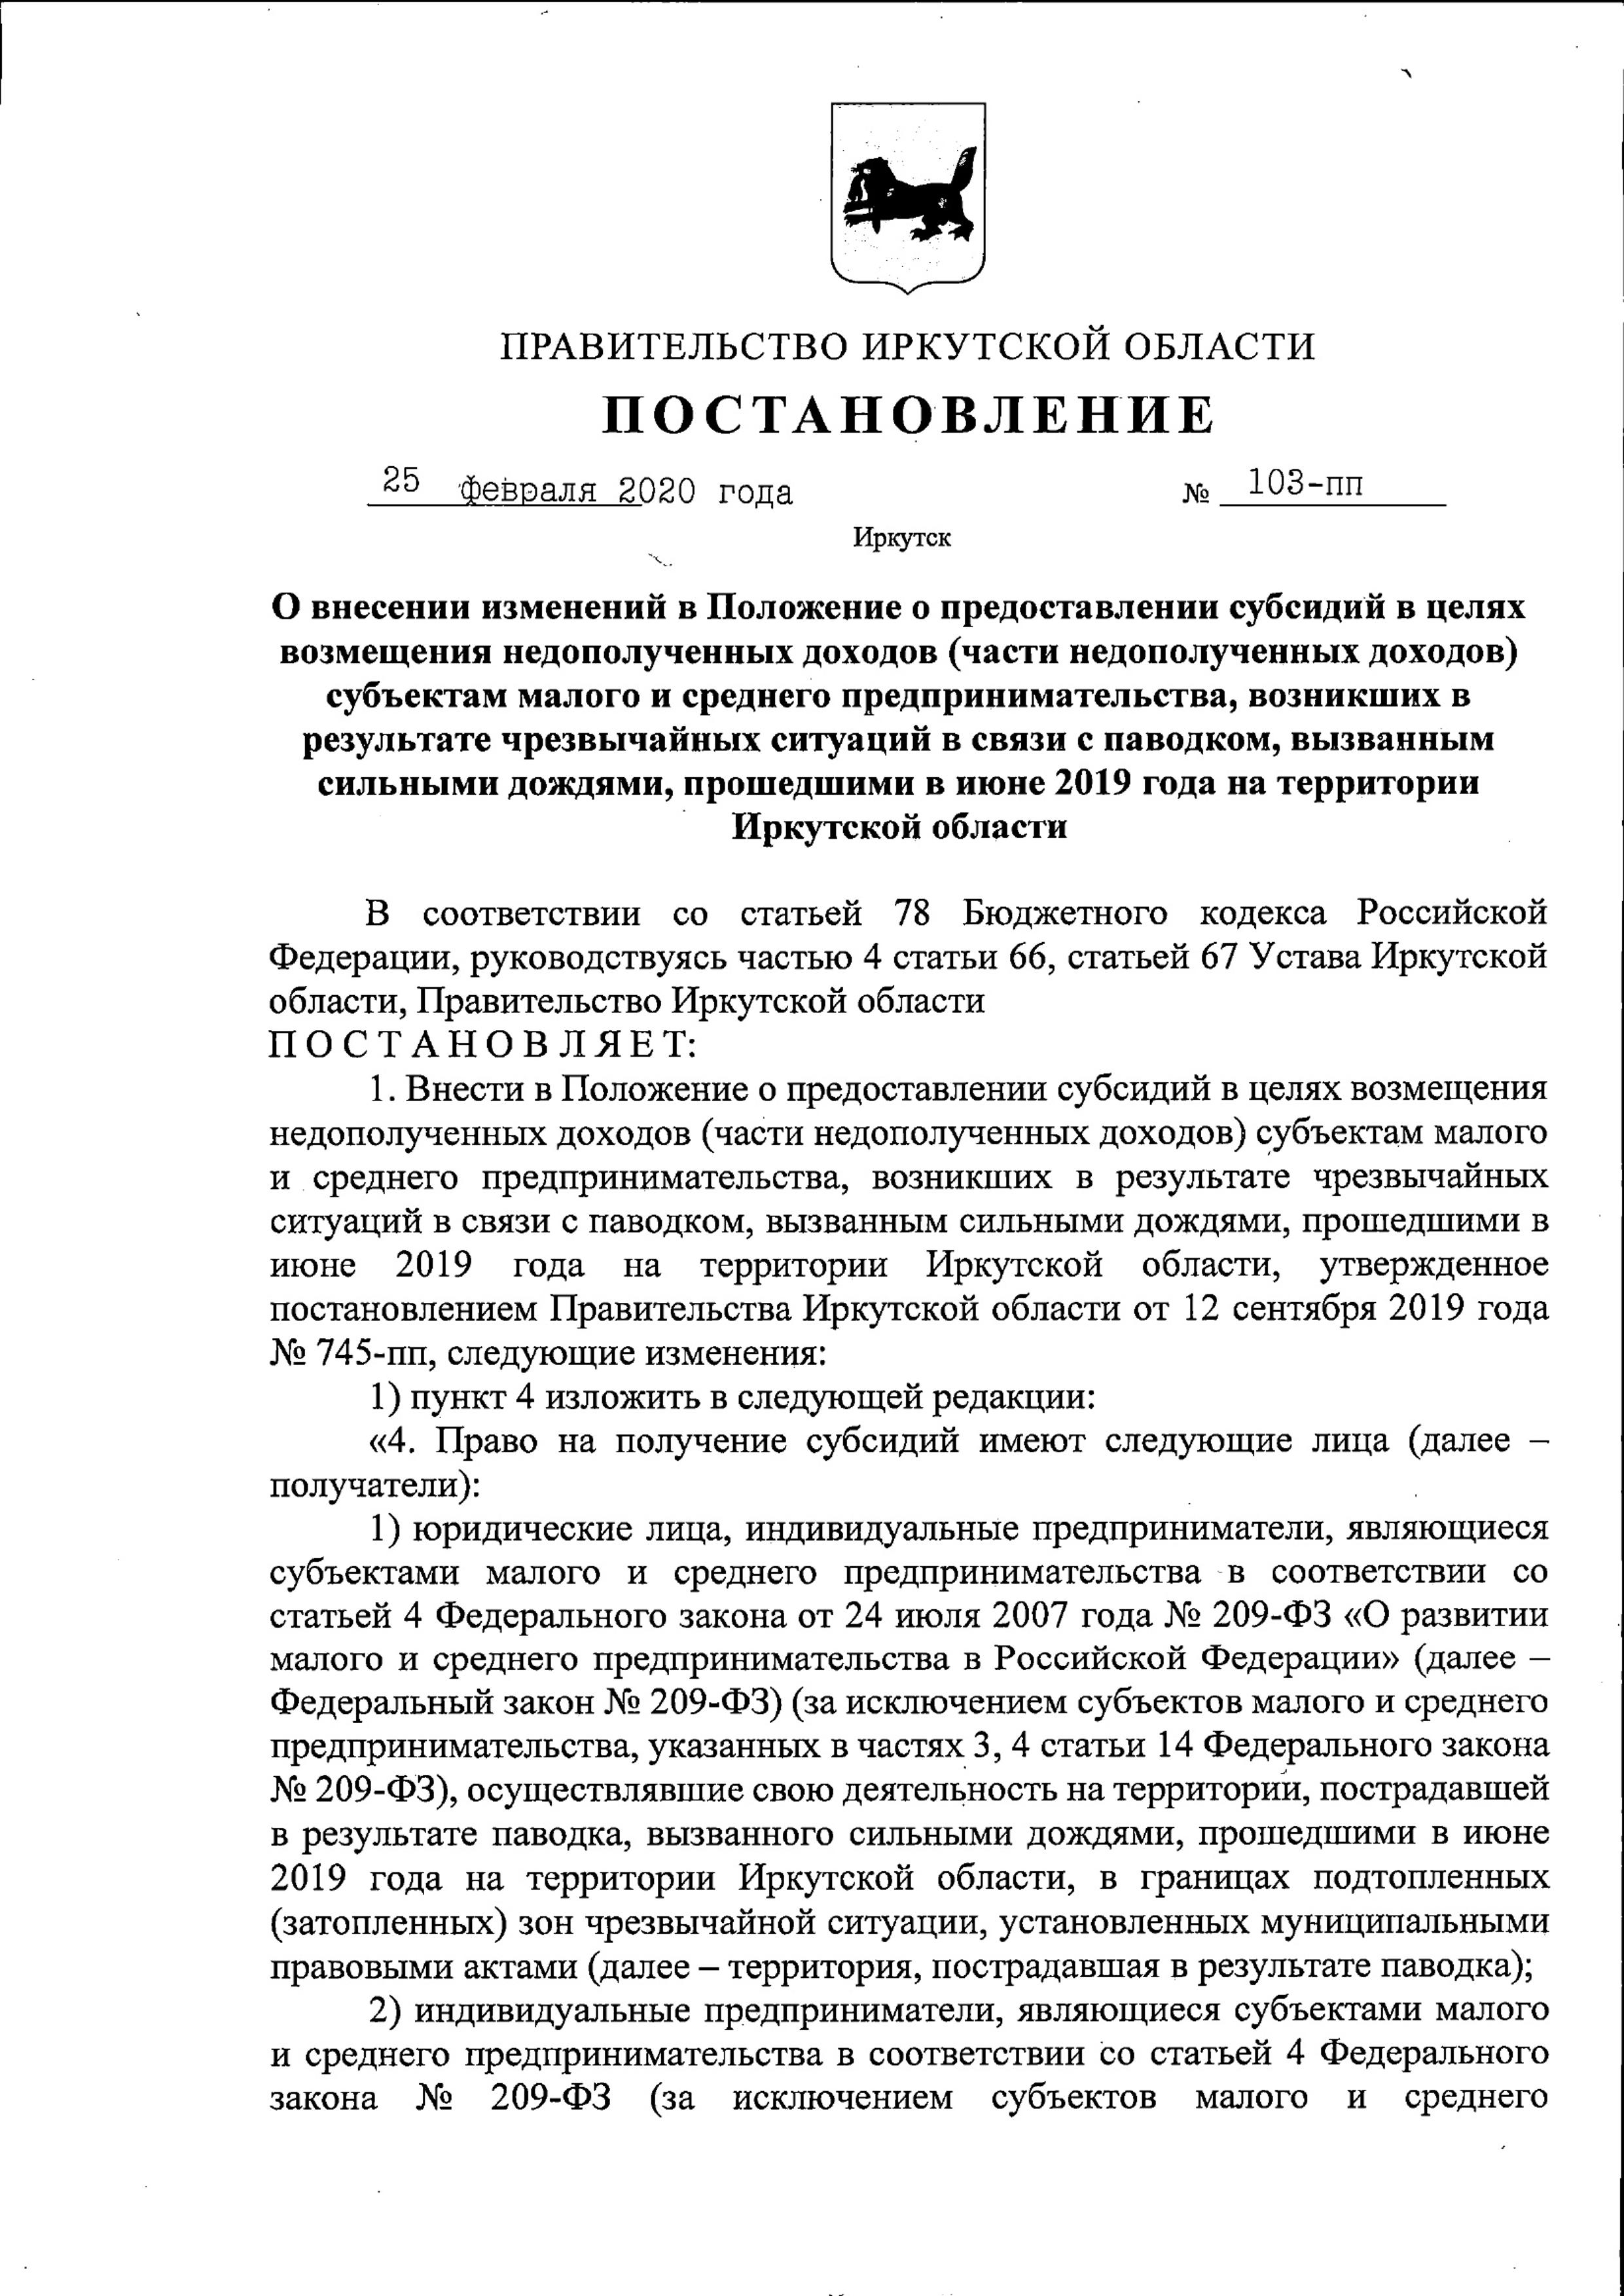 ПРАВИТЕЛЬСТВО ИРКУТСКОЙ ОБЛАСТИ
ПОСТАНОВЛЕНИЕ
25 февраля 2020 года № 103-пп
Иркутск
О внесении изменений в Положение о предоставлении субсидий в целях
возмещения недополученных доходов (части недополученных доходов)
субъектам малого и среднего предпринимательства, возникших в
результате чрезвычайных ситуаций в связи с паводком, вызванным
сильными дождями, прошедшими в июне 2019 года на территории
Иркутской области
В соответствии со статьей 78 Бюджетного кодекса Российской
Федерации, руководствуясь частью 4 статьи 66, статьей 67 Устава Иркутской
области, Правительство Иркутской области
П О С Т А Н О В Л Я Е Т:
1. Внести в Положение о предоставлении субсидий в целях возмещения
недополученных доходов (части недополученных доходов) субъектам малого
и среднего предпринимательства, возникших в результате чрезвычайных
ситуаций в связи с паводком, вызванным сильными дождями, прошедшими в
июне 2019 года на территории Иркутской области, утвержденное
постановлением Правительства Иркутской области от 12 сентября 2019 года
№ 745-пп, следующие изменения:
1) пункт 4 изложить в следующей редакции:
«4. Право на получение субсидий имеют следующие лица (далее –
получатели):
1) юридические лица, индивидуальные предприниматели, являющиеся
субъектами малого и среднего предпринимательства в соответствии со
статьей 4 Федерального закона от 24 июля 2007 года № 209-ФЗ «О развитии
малого и среднего предпринимательства в Российской Федерации» (далее –
Федеральный закон № 209-ФЗ) (за исключением субъектов малого и среднего
предпринимательства, указанных в частях 3, 4 статьи 14 Федерального закона
№ 209-ФЗ), осуществлявшие свою деятельность на территории, пострадавшей
в результате паводка, вызванного сильными дождями, прошедшими в июне
2019 года на территории Иркутской области, в границах подтопленных
(затопленных) зон чрезвычайной ситуации, установленных муниципальными
правовыми актами (далее – территория, пострадавшая в результате паводка);
2) индивидуальные предприниматели, являющиеся субъектами малого
и среднего предпринимательства в соответствии со статьей 4 Федерального
закона № 209-ФЗ (за исключением субъектов малого и среднего